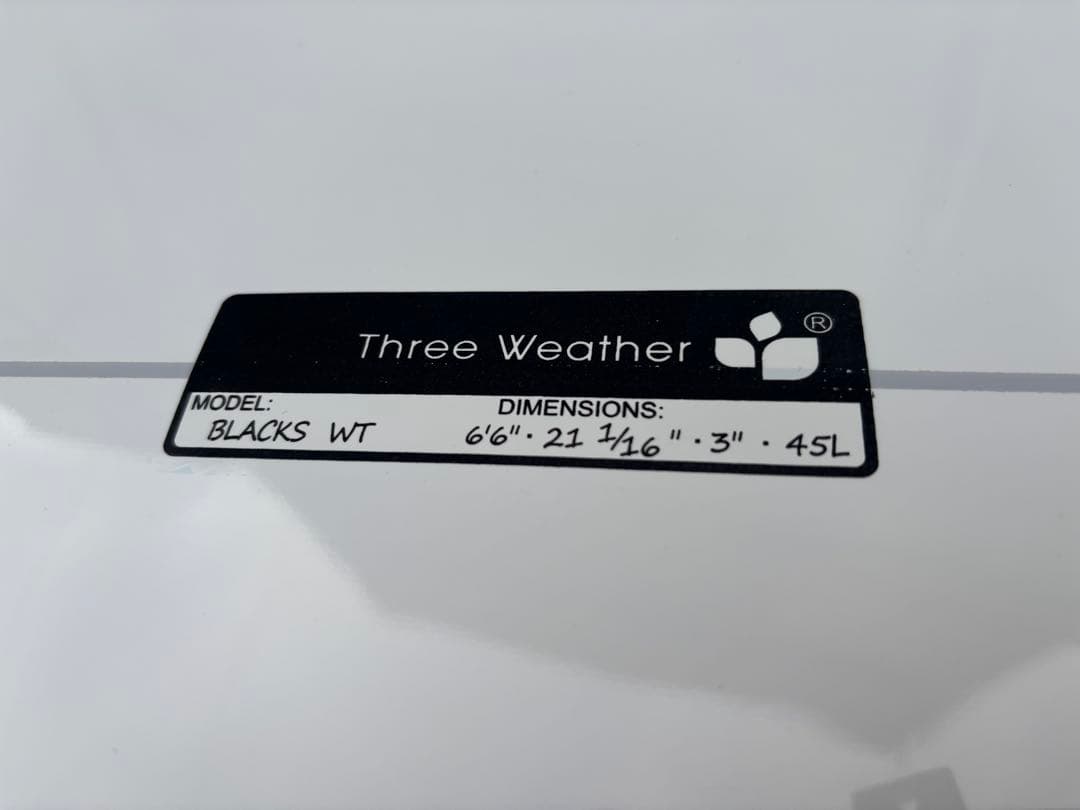 Three Weather ®
MODEL: DIMENSIONS:
BLACKS WT 6'6" · 21 1/16" · 3" · 45L